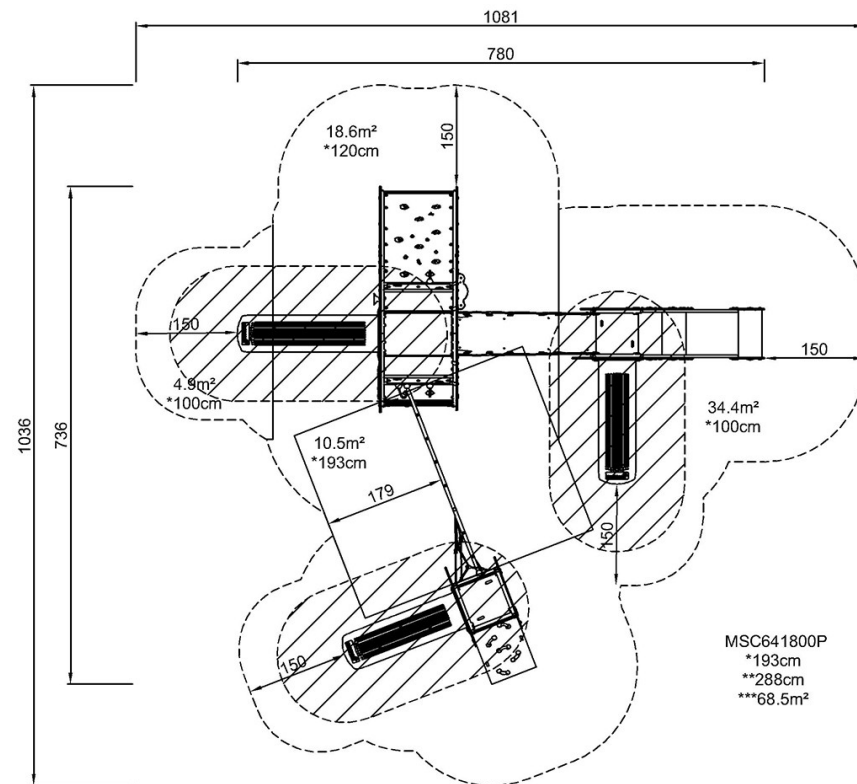 1081
780
18.6m²
*120cm
150
1036
736
150
150
4.9m²
*100cm
34.4m²
*100cm
10.5m²
*193cm
179
150
150
MSC641800P
*193cm
**288cm
***68.5m²